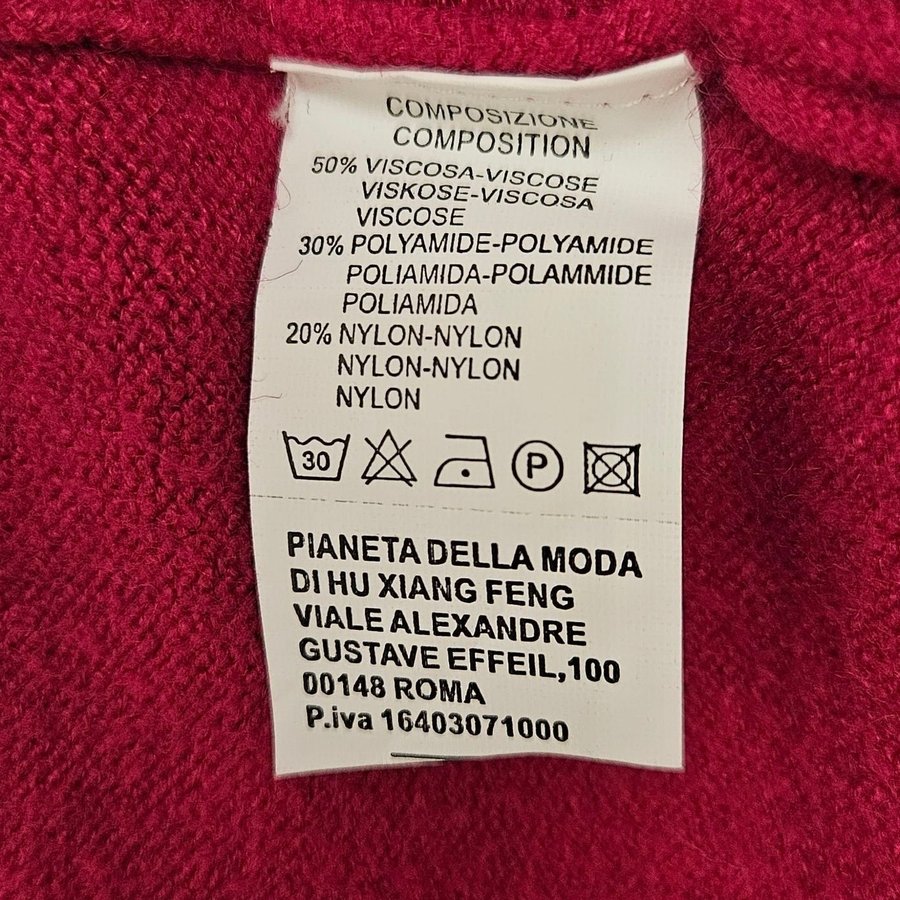 COMPOSIZIONE
COMPOSITION
50% VISCOSA-VISCOSE
VISKOSE-VISCOSA
VISCOSE
30% POLYAMIDE-POLYAMIDE
POLIAMIDA-POLAMMIDE
POLIAMIDA
20% NYLON-NYLON
NYLON-NYLON
NYLON
30 P
PIANETA DELLA MODA
DI HU XIANG FENG
VIALE ALEXANDRE
GUSTAVE EFFEIL,100
00148 ROMA
P.iva 16403071000